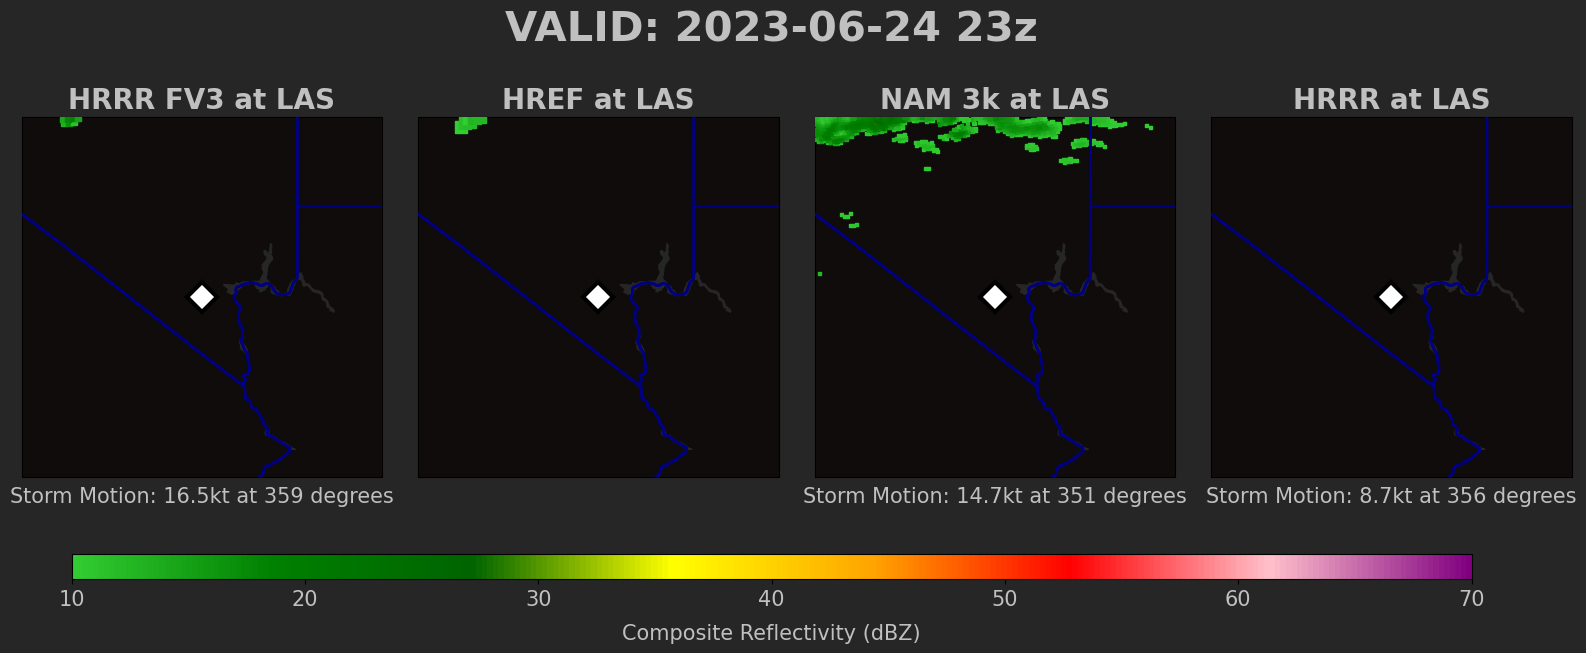 VALID: 2023-06-24 23z
HRRR FV3 at LAS
HREF at LAS
NAM 3k at LAS
HRRR at LAS
Storm Motion: 16.5kt at 359 degrees
Storm Motion: 14.7kt at 351 degrees
Storm Motion: 8.7kt at 356 degrees
10 20 30 40 50 60 70
Composite Reflectivity (dBZ)